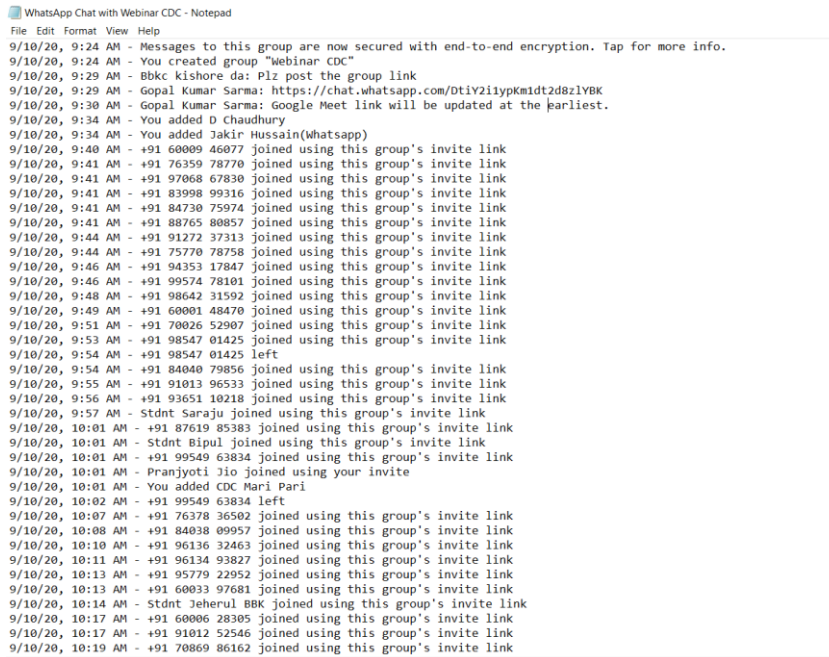 WhatsApp Chat with Webinar CDC - Notepad
File Edit Format View Help
9/10/20, 9:24 AM - Messages to this group are now secured with end-to-end encryption. Tap for more info.
9/10/20, 9:24 AM - You created group "Webinar CDC"
9/10/20, 9:29 AM - Bbkc kishore da: Plz post the group link
9/10/20, 9:29 AM - Gopal Kumar Sarma: https://chat.whatsapp.com/DtiY2i1ypKm1dt2d8zlYBK
9/10/20, 9:30 AM - Gopal Kumar Sarma: Google Meet link will be updated at the earliest.
9/10/20, 9:34 AM - You added D Chaudhury
9/10/20, 9:34 AM - You added Jakir Hussain(Whatsapp)
9/10/20, 9:40 AM - +91 60009 46077 joined using this group's invite link
9/10/20, 9:41 AM - +91 76359 78770 joined using this group's invite link
9/10/20, 9:41 AM - +91 97068 67830 joined using this group's invite link
9/10/20, 9:41 AM - +91 83998 99316 joined using this group's invite link
9/10/20, 9:41 AM - +91 84730 75974 joined using this group's invite link
9/10/20, 9:41 AM - +91 88765 80857 joined using this group's invite link
9/10/20, 9:44 AM - +91 91272 37313 joined using this group's invite link
9/10/20, 9:44 AM - +91 75770 78758 joined using this group's invite link
9/10/20, 9:46 AM - +91 94353 17847 joined using this group's invite link
9/10/20, 9:46 AM - +91 99574 78101 joined using this group's invite link
9/10/20, 9:48 AM - +91 98642 31592 joined using this group's invite link
9/10/20, 9:49 AM - +91 60001 48470 joined using this group's invite link
9/10/20, 9:51 AM - +91 70026 52907 joined using this group's invite link
9/10/20, 9:53 AM - +91 98547 01425 joined using this group's invite link
9/10/20, 9:54 AM - +91 98547 01425 left
9/10/20, 9:54 AM - +91 84040 79856 joined using this group's invite link
9/10/20, 9:55 AM - +91 91013 96533 joined using this group's invite link
9/10/20, 9:56 AM - +91 93651 10218 joined using this group's invite link
9/10/20, 9:57 AM - Stdnt Saraju joined using this group's invite link
9/10/20, 10:01 AM - +91 87619 85383 joined using this group's invite link
9/10/20, 10:01 AM - Stdnt Bipul joined using this group's invite link
9/10/20, 10:01 AM - +91 99549 63834 joined using this group's invite link
9/10/20, 10:01 AM - Pranjyoti Jio joined using your invite
9/10/20, 10:01 AM - You added CDC Mari Pari
9/10/20, 10:02 AM - +91 99549 63834 left
9/10/20, 10:07 AM - +91 76378 36502 joined using this group's invite link
9/10/20, 10:08 AM - +91 84038 09957 joined using this group's invite link
9/10/20, 10:10 AM - +91 96136 32463 joined using this group's invite link
9/10/20, 10:11 AM - +91 96134 93827 joined using this group's invite link
9/10/20, 10:13 AM - +91 95779 22952 joined using this group's invite link
9/10/20, 10:13 AM - +91 60033 97681 joined using this group's invite link
9/10/20, 10:14 AM - Stdnt Jeherul BBK joined using this group's invite link
9/10/20, 10:17 AM - +91 60006 28305 joined using this group's invite link
9/10/20, 10:17 AM - +91 91012 52546 joined using this group's invite link
9/10/20, 10:19 AM - +91 70869 86162 joined using this group's invite link